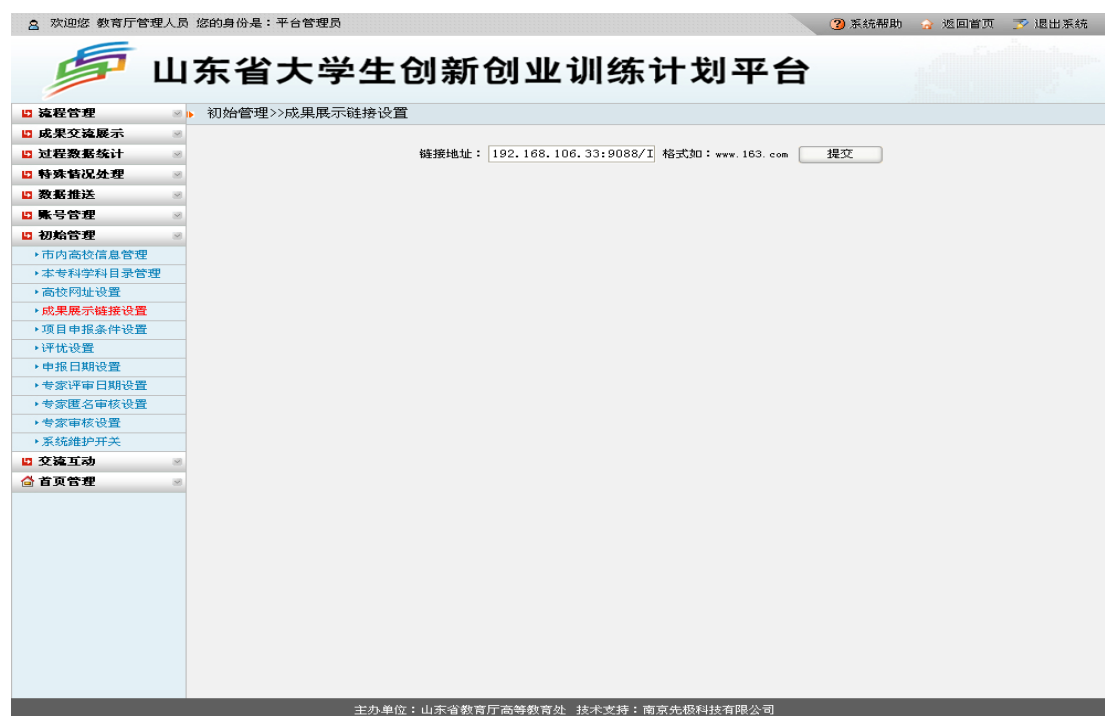 欢迎您 教育厅管理人员 您的身份是：平台管理员
系统帮助 返回首页 退出系统
山东省大学生创新创业训练计划平台
初始管理>>成果展示链接设置
链接地址： 192.168.106.33:9088/I 格式如：www.163.com 提交
流程管理
成果交流展示
过程数据统计
特殊情况处理
数据推送
账号管理
初始管理
市内高校信息管理
本专科学科目录管理
高校网址设置
成果展示链接设置
项目申报条件设置
评优设置
申报日期设置
专家评审日期设置
专家匿名审核设置
专家审核设置
系统维护开关
交流互动
首页管理
主办单位：山东省教育厅高等教育处 技术支持：南京先极科技有限公司